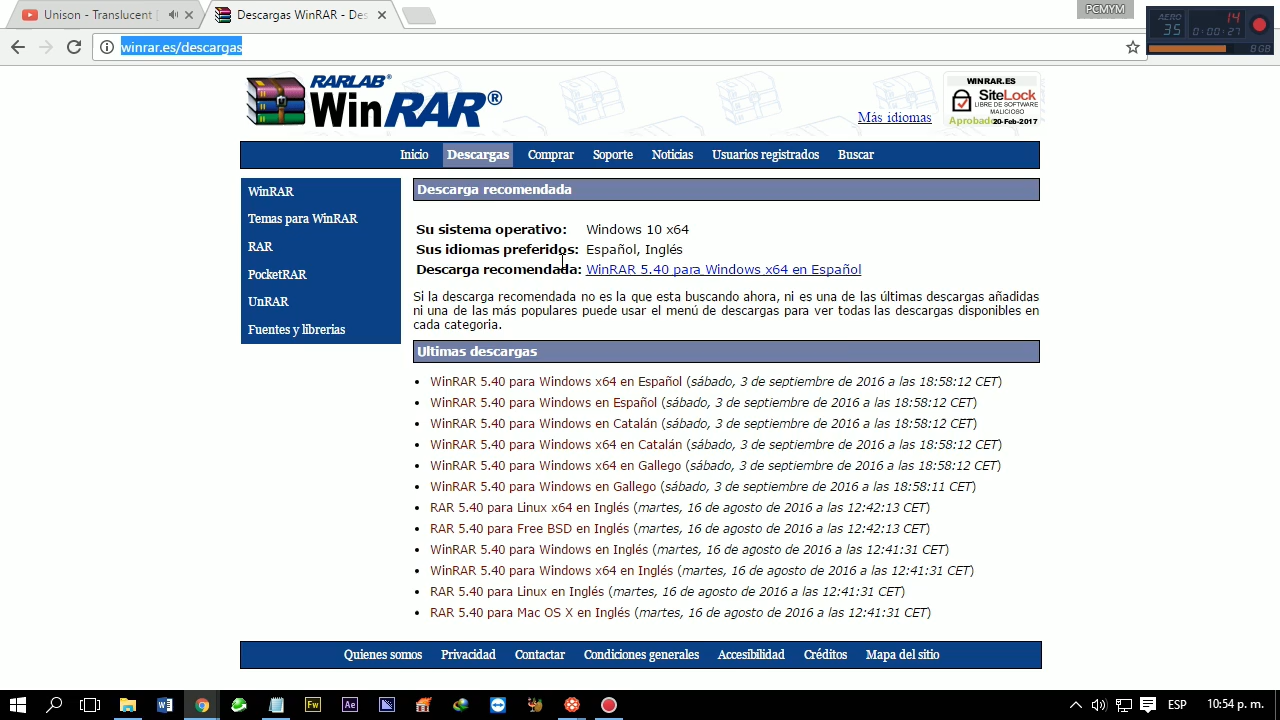 Unison - Translucent |
Descargas WinRAR - Des
PCMYM
AERO
35
14
0:00:27
8GB
winrar.es/descargas
RARLAB®
WinRAR®
Más idiomas
WINRAR.ES
SiteLock
LIBRE DE SOFTWARE
MALICIOSO
Aprobado 20-Feb-2017
Inicio Descargas Comprar Soporte Noticias Usuarios registrados Buscar
WinRAR
Temas para WinRAR
RAR
PocketRAR
UnRAR
Fuentes y librerias
Descarga recomendada
Su sistema operativo: Windows 10 x64
Sus idiomas preferidos: Español, Inglés
Descarga recomendada: WinRAR 5.40 para Windows x64 en Español
Si la descarga recomendada no es la que esta buscando ahora, ni es una de las últimas descargas añadidas
ni una de las más populares puede usar el menú de descargas para ver todas las descargas disponibles en
cada categoria.
Ultimas descargas
WinRAR 5.40 para Windows x64 en Español (sábado, 3 de septiembre de 2016 a las 18:58:12 CET)
WinRAR 5.40 para Windows en Español (sábado, 3 de septiembre de 2016 a las 18:58:12 CET)
WinRAR 5.40 para Windows en Catalán (sábado, 3 de septiembre de 2016 a las 18:58:12 CET)
WinRAR 5.40 para Windows x64 en Catalán (sábado, 3 de septiembre de 2016 a las 18:58:12 CET)
WinRAR 5.40 para Windows x64 en Gallego (sábado, 3 de septiembre de 2016 a las 18:58:12 CET)
WinRAR 5.40 para Windows en Gallego (sábado, 3 de septiembre de 2016 a las 18:58:11 CET)
RAR 5.40 para Linux x64 en Inglés (martes, 16 de agosto de 2016 a las 12:42:13 CET)
RAR 5.40 para Free BSD en Inglés (martes, 16 de agosto de 2016 a las 12:42:13 CET)
WinRAR 5.40 para Windows en Inglés (martes, 16 de agosto de 2016 a las 12:41:31 CET)
WinRAR 5.40 para Windows x64 en Inglés (martes, 16 de agosto de 2016 a las 12:41:31 CET)
RAR 5.40 para Linux en Inglés (martes, 16 de agosto de 2016 a las 12:41:31 CET)
RAR 5.40 para Mac OS X en Inglés (martes, 16 de agosto de 2016 a las 12:41:31 CET)
Quienes somos Privacidad Contactar Condiciones generales Accesibilidad Créditos Mapa del sitio
Fw
Ae
ESP
10:54 p. m.